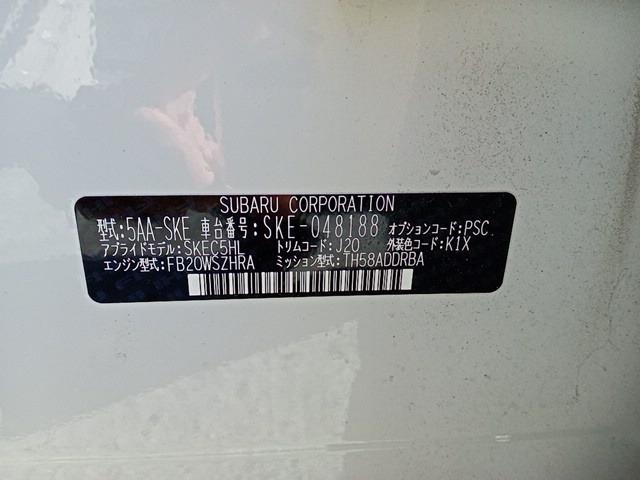 SUBARU CORPORATION
型式:5AA-SKE 車台番号:SKE-048188 オプションコード:PSC
アプライドモデル:SKEC5HL トリムコード:J20 外装色コード:K1X
エンジン型式:FB20WSZHRA ミッション型式:TH58ADDRBA